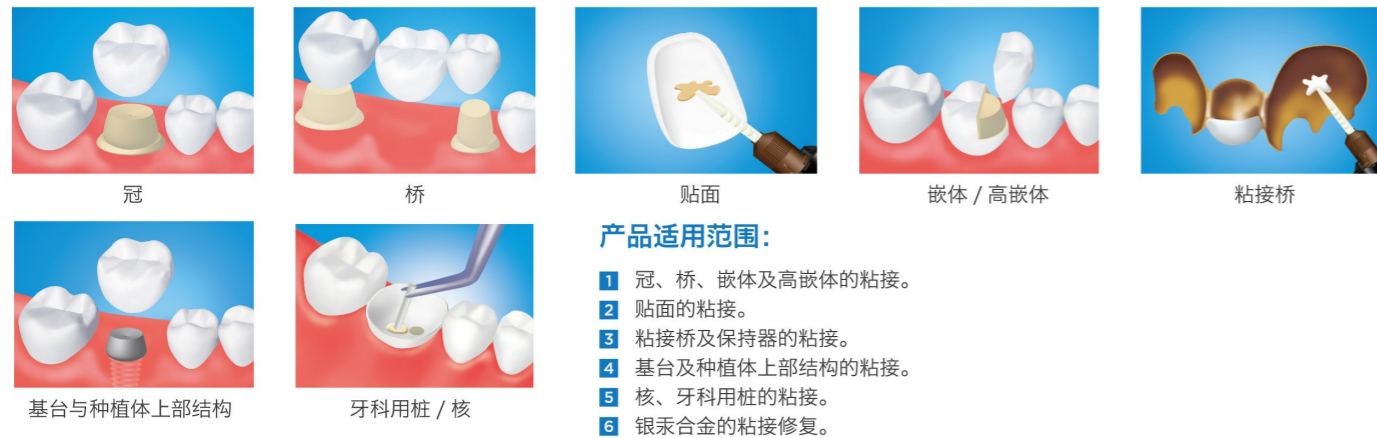 冠
桥
贴面
嵌体 / 高嵌体
粘接桥
基台与种植体上部结构
牙科用桩 / 核
产品适用范围：
1 冠、桥、嵌体及高嵌体的粘接。
2 贴面的粘接。
3 粘接桥及保持器的粘接。
4 基台及种植体上部结构的粘接。
5 核、牙科用桩的粘接。
6 银汞合金的粘接修复。